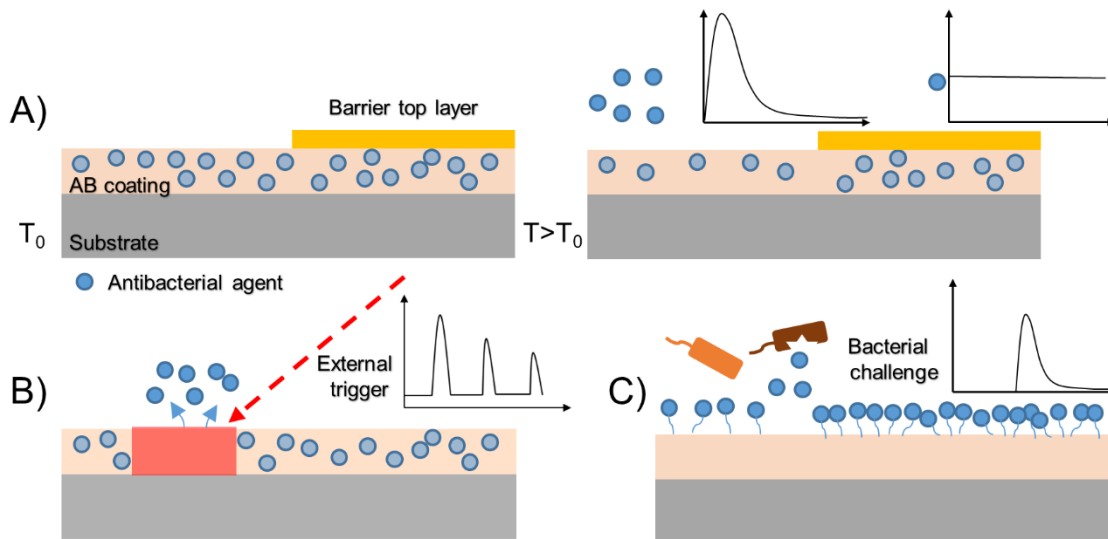 A)
Barrier top layer
AB coating
T0
Substrate
T>T0
Antibacterial agent
B)
External
trigger
C)
Bacterial
challenge